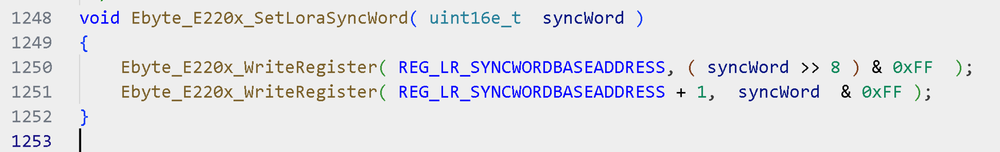 1248 void Ebyte_E220x_SetLoraSyncWord( uint16e_t  syncWord )
1249 {
1250     Ebyte_E220x_WriteRegister( REG_LR_SYNCWORDBASEADDRESS, ( syncWord >> 8 ) & 0xFF  );
1251     Ebyte_E220x_WriteRegister( REG_LR_SYNCWORDBASEADDRESS + 1,  syncWord  & 0xFF );
1252 }
1253